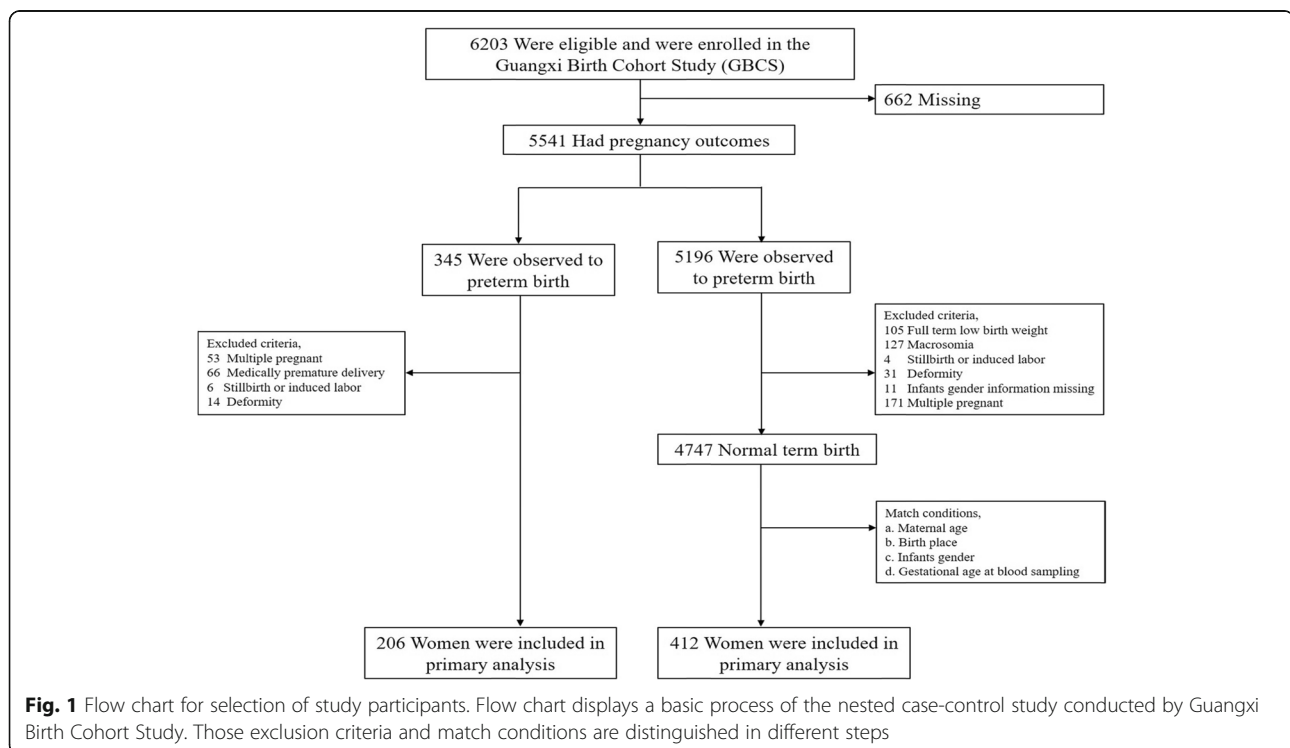 6203 Were eligible and were enrolled in the
Guangxi Birth Cohort Study (GBCS)
662 Missing
5541 Had pregnancy outcomes
345 Were observed to
preterm birth
5196 Were observed
to preterm birth
Excluded criteria,
53 Multiple pregnant
66 Medically premature delivery
6 Stillbirth or induced labor
14 Deformity
Excluded criteria,
105 Full term low birth weight
127 Macrosomia
4 Stillbirth or induced labor
31 Deformity
11 Infants gender information missing
171 Multiple pregnant
4747 Normal term birth
Match conditions,
a. Maternal age
b. Birth place
c. Infants gender
d. Gestational age at blood sampling
206 Women were included in
primary analysis
412 Women were included in
primary analysis
Fig. 1 Flow chart for selection of study participants. Flow chart displays a basic process of the nested case-control study conducted by Guangxi
Birth Cohort Study. Those exclusion criteria and match conditions are distinguished in different steps